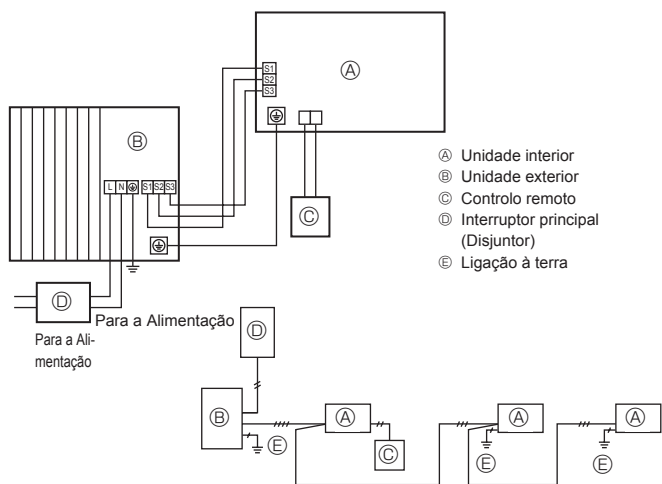 S1
S2
S3
Ⓐ
Ⓑ
L N S1 S2 S3
Ⓒ
Ⓓ
Para a Ali-
mentação
Ⓐ Unidade interior
Ⓑ Unidade exterior
Ⓒ Controlo remoto
Ⓓ Interruptor principal
(Disjuntor)
Ⓔ Ligação à terra
Para a Alimentação
Ⓓ
Ⓑ
Ⓔ
Ⓐ
Ⓒ
Ⓐ
Ⓔ
Ⓐ
Ⓔ